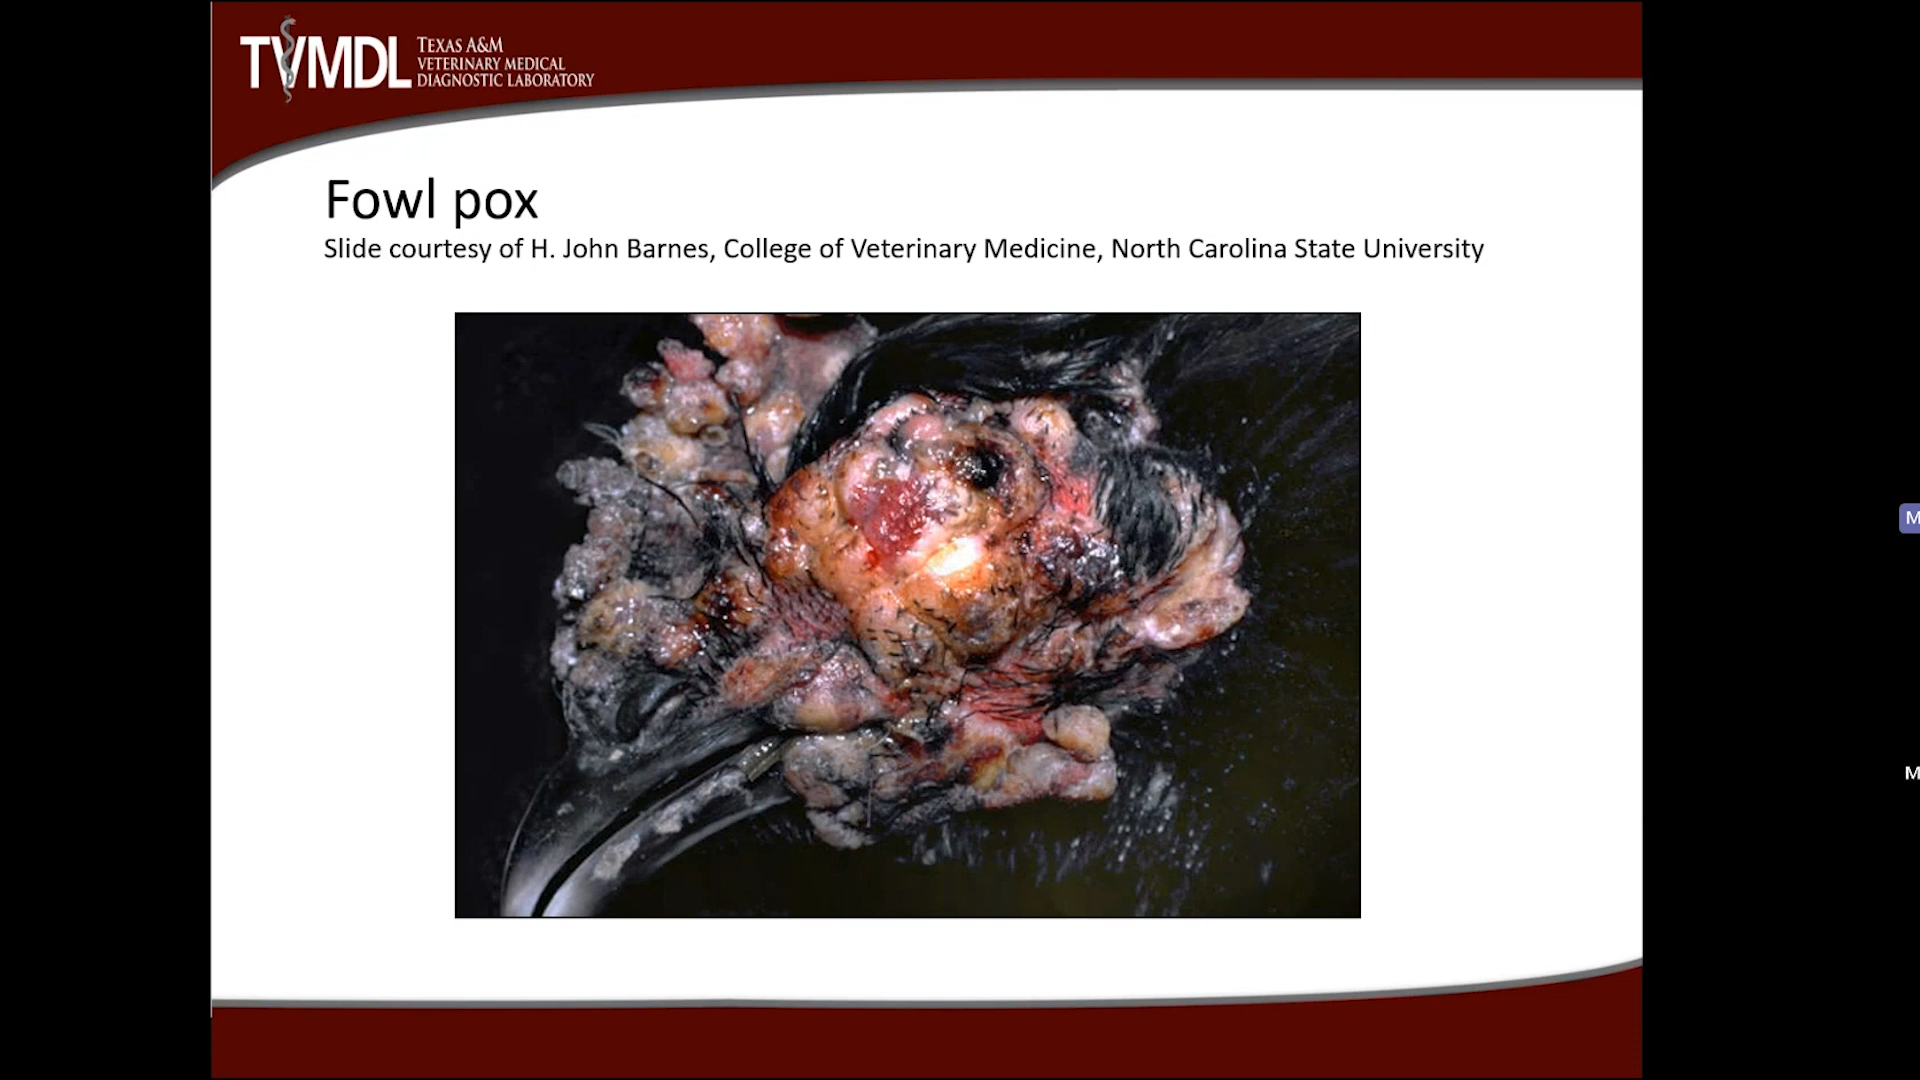 TVMDL
TEXAS A&M
VETERINARY MEDICAL
DIAGNOSTIC LABORATORY
Fowl pox
Slide courtesy of H. John Barnes, College of Veterinary Medicine, North Carolina State University
M
M